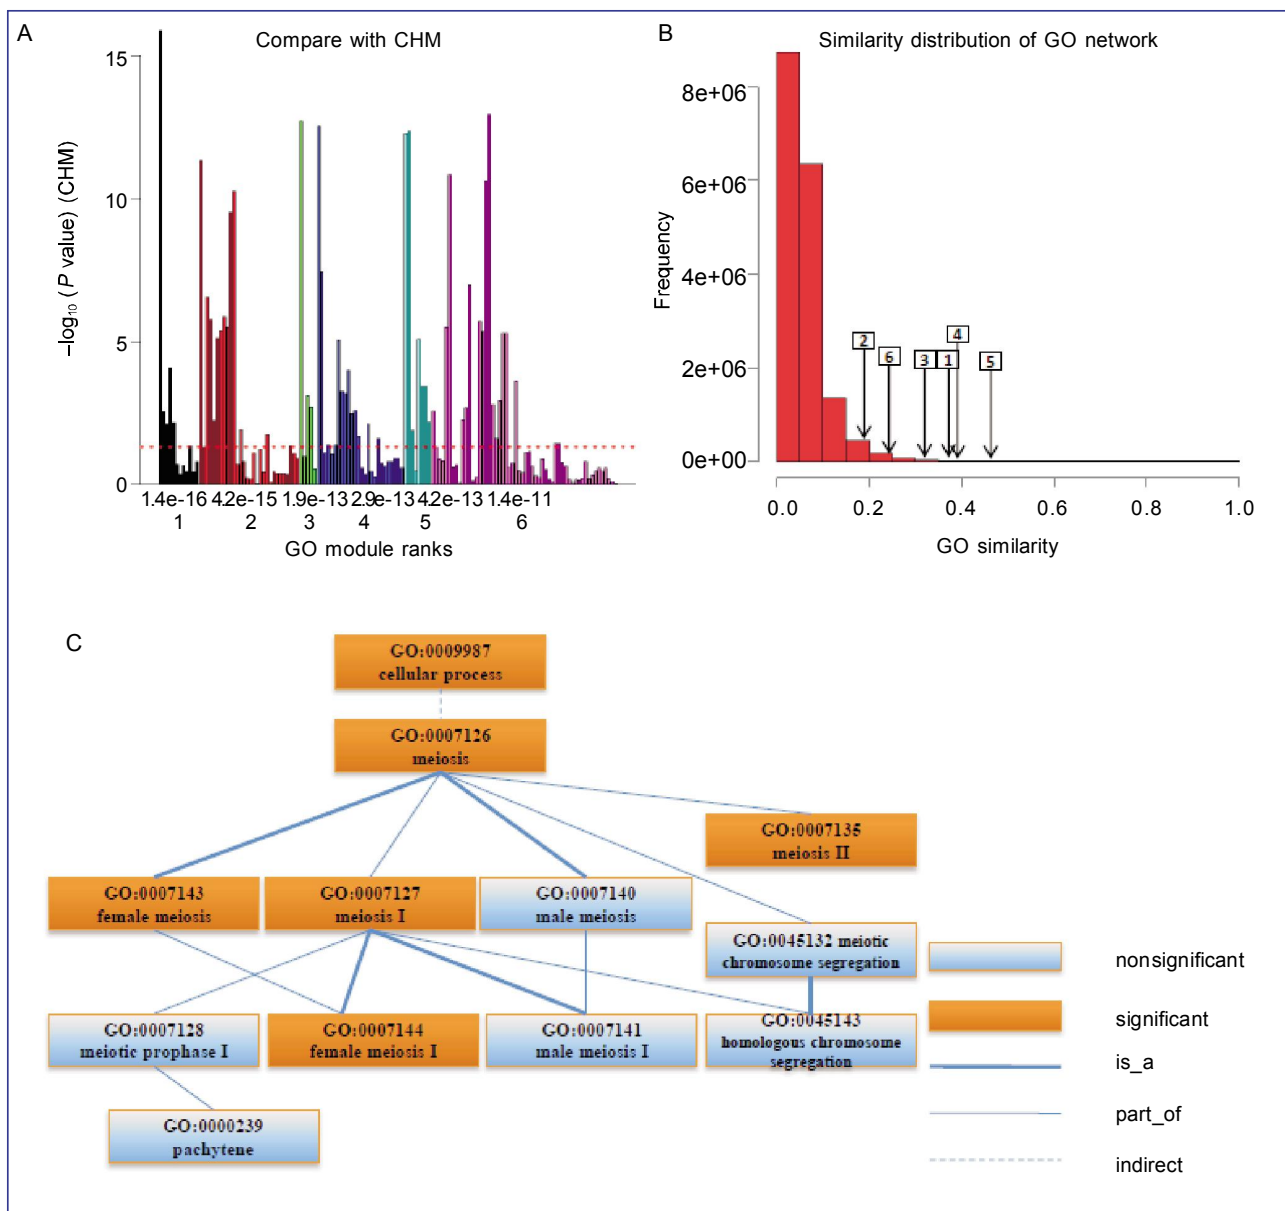 A
Compare with CHM
–log10 (P value) (CHM)
15
10
5
0
1.4e-16 4.2e-15 1.9e-13 2.9e-13 4.2e-13 1.4e-11
1 2 3 4 5 6
GO module ranks
B
Similarity distribution of GO network
Frequency
8e+06
6e+06
4e+06
2e+06
0e+00
2 6 3 1 4 5
0.0 0.2 0.4 0.6 0.8 1.0
GO similarity
C
GO:0009987
cellular process
GO:0007126
meiosis
GO:0007135
meiosis II
GO:0007143
female meiosis
GO:0007127
meiosis I
GO:0007140
male meiosis
GO:0045132 meiotic
chromosome segregation
GO:0007128
meiotic prophase I
GO:0007144
female meiosis I
GO:0007141
male meiosis I
GO:0045143
homologous chromosome
segregation
GO:0000239
pachytene
nonsignificant
significant
is_a
part_of
indirect